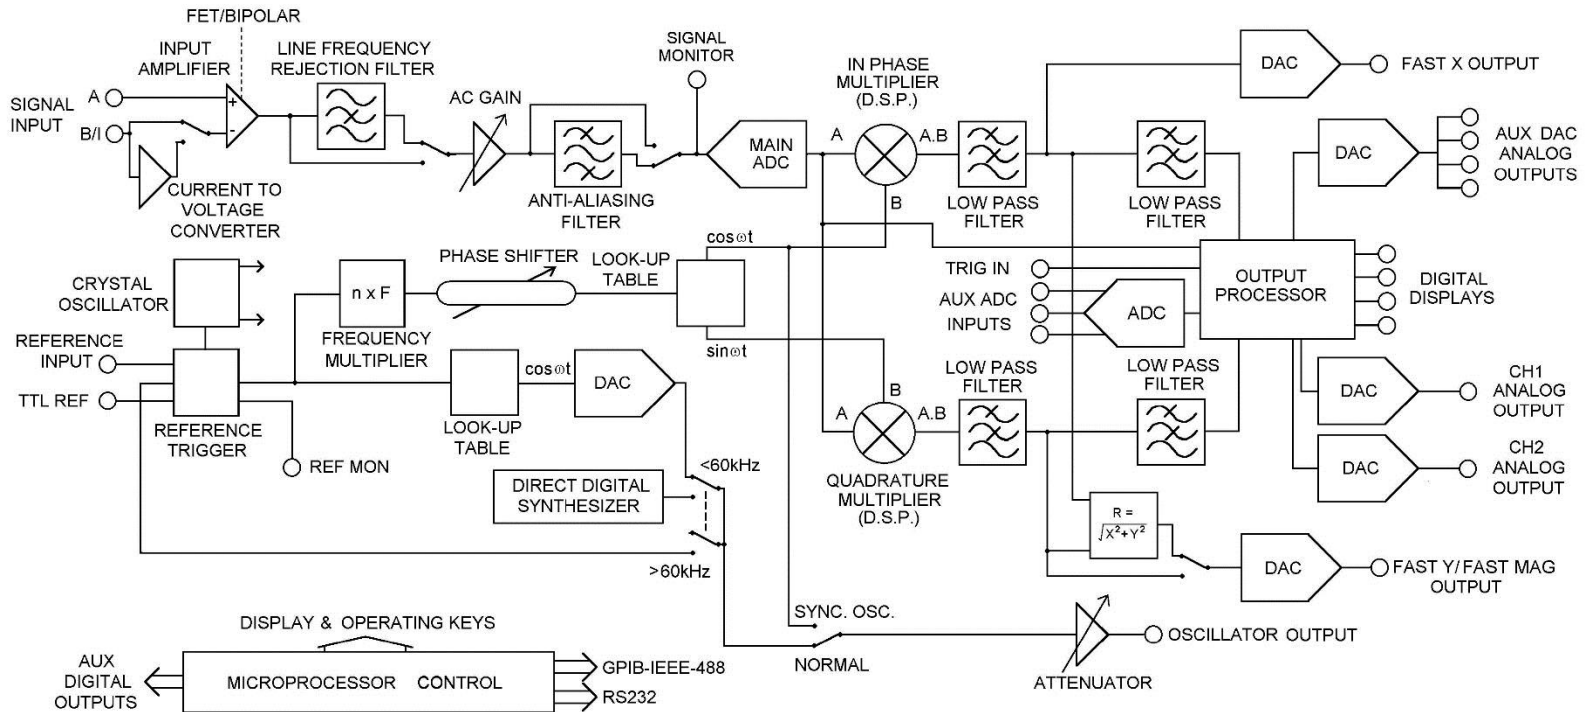 FET/BIPOLAR
INPUT
AMPLIFIER
LINE FREQUENCY
REJECTION FILTER
SIGNAL
MONITOR
IN PHASE
MULTIPLIER
(D.S.P.)
DAC
FAST X OUTPUT
SIGNAL
INPUT
A
B/I
+
-
AC GAIN
MAIN
ADC
A
A.B
B
DAC
AUX DAC
ANALOG
OUTPUTS
CURRENT TO
VOLTAGE
CONVERTER
ANTI-ALIASING
FILTER
LOW PASS
FILTER
LOW PASS
FILTER
CRYSTAL
OSCILLATOR
PHASE SHIFTER
LOOK-UP
TABLE
cosωt
sinωt
n x F
FREQUENCY
MULTIPLIER
TRIG IN
AUX ADC
INPUTS
ADC
OUTPUT
PROCESSOR
DIGITAL
DISPLAYS
REFERENCE
INPUT
TTL REF
REFERENCE
TRIGGER
REF MON
LOOK-UP
TABLE
cosωt
DAC
LOW PASS
FILTER
LOW PASS
FILTER
A
B
A.B
QUADRATURE
MULTIPLIER
(D.S.P.)
DAC
CH1
ANALOG
OUTPUT
DAC
CH2
ANALOG
OUTPUT
<60kHz
DIRECT DIGITAL
SYNTHESIZER
>60kHz
R =
√X²+Y²
DAC
FAST Y/FAST MAG
OUTPUT
SYNC. OSC.
NORMAL
ATTENUATOR
OSCILLATOR OUTPUT
DISPLAY & OPERATING KEYS
AUX
DIGITAL
OUTPUTS
MICROPROCESSOR CONTROL
GPIB-IEEE-488
RS232